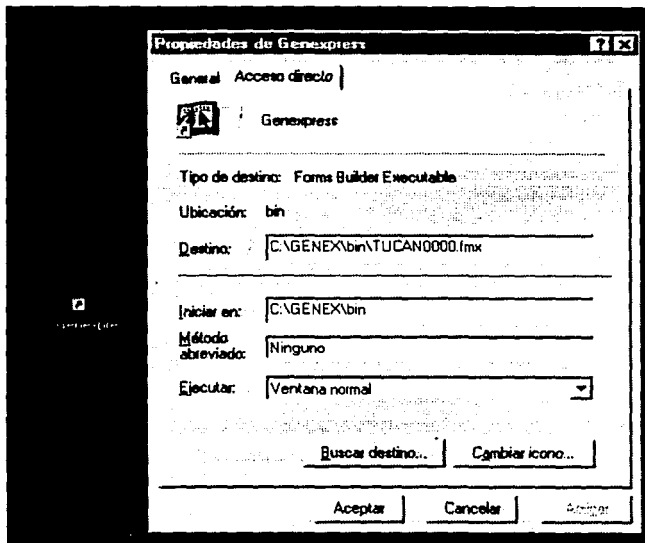 Propiedades de Genexpress
General Acceso directo
Genexpress
Tipo de destino: Forms Builder Executable
Ubicación: bin
Destino: C:\GENEX\bin\TUCAN0000.fmx
Iniciar en: C:\GENEX\bin
Método abreviado: Ninguno
Ejecutar: Ventana normal
Buscar destino... Cambiar icono...
Aceptar Cancelar